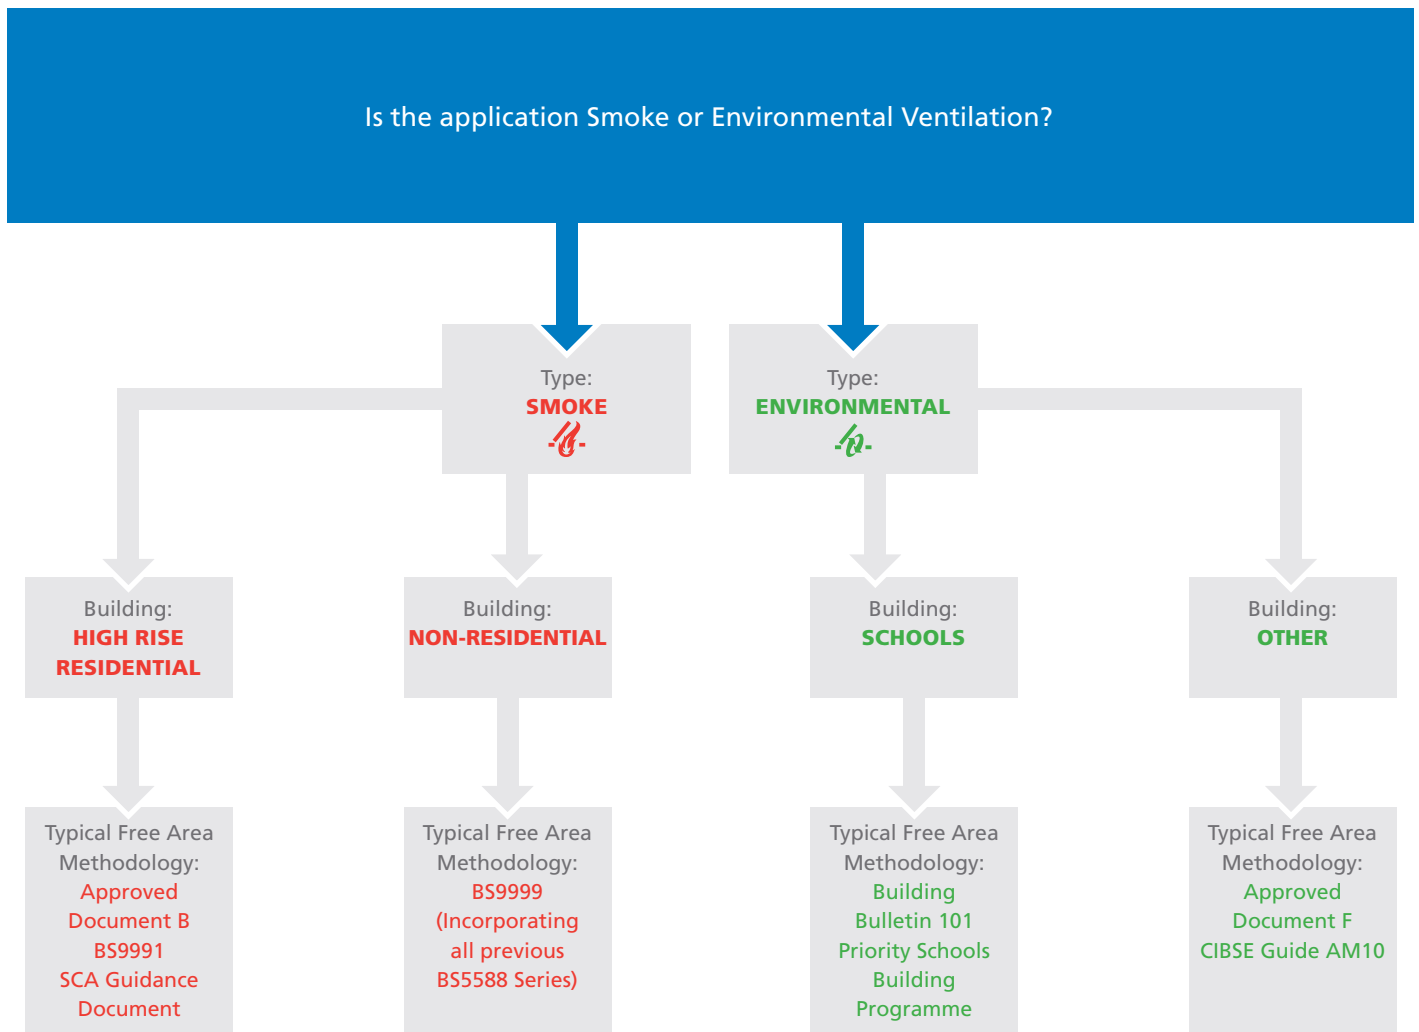 Is the application Smoke or Environmental Ventilation?
Type:
SMOKE
Type:
ENVIRONMENTAL
Building:
HIGH RISE
RESIDENTIAL
Building:
NON-RESIDENTIAL
Building:
SCHOOLS
Building:
OTHER
Typical Free Area
Methodology:
Approved
Document B
BS9991
SCA Guidance
Document
Typical Free Area
Methodology:
BS9999
(Incorporating
all previous
BS5588 Series)
Typical Free Area
Methodology:
Building
Bulletin 101
Priority Schools
Building
Programme
Typical Free Area
Methodology:
Approved
Document F
CIBSE Guide AM10